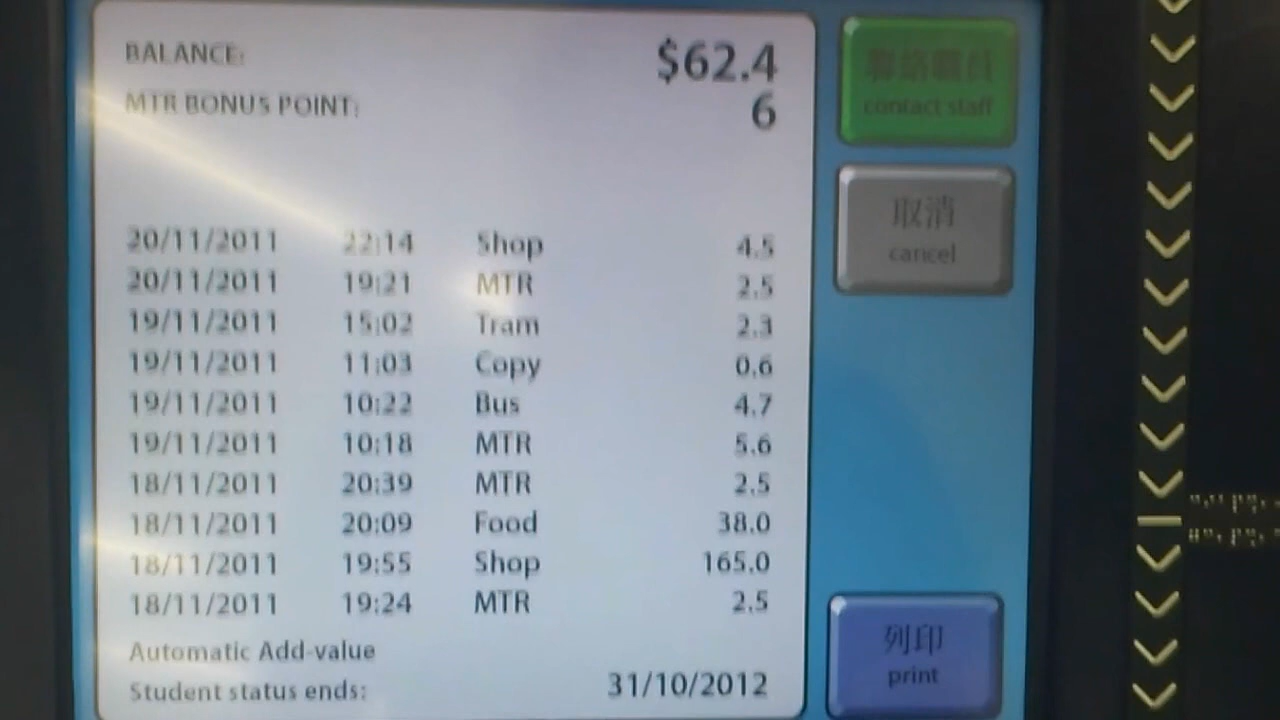 BALANCE: $62.4
MTR BONUS POINT: 6
20/11/2011 22:14 Shop 4.5
20/11/2011 19:21 MTR 2.5
19/11/2011 15:02 Tram 2.3
19/11/2011 11:03 Copy 0.6
19/11/2011 10:22 Bus 4.7
19/11/2011 10:18 MTR 5.6
18/11/2011 20:39 MTR 2.5
18/11/2011 20:09 Food 38.0
18/11/2011 19:55 Shop 165.0
18/11/2011 19:24 MTR 2.5
Automatic Add-value
Student status ends: 31/10/2012
聯絡職員
contact staff
取消
cancel
列印
print